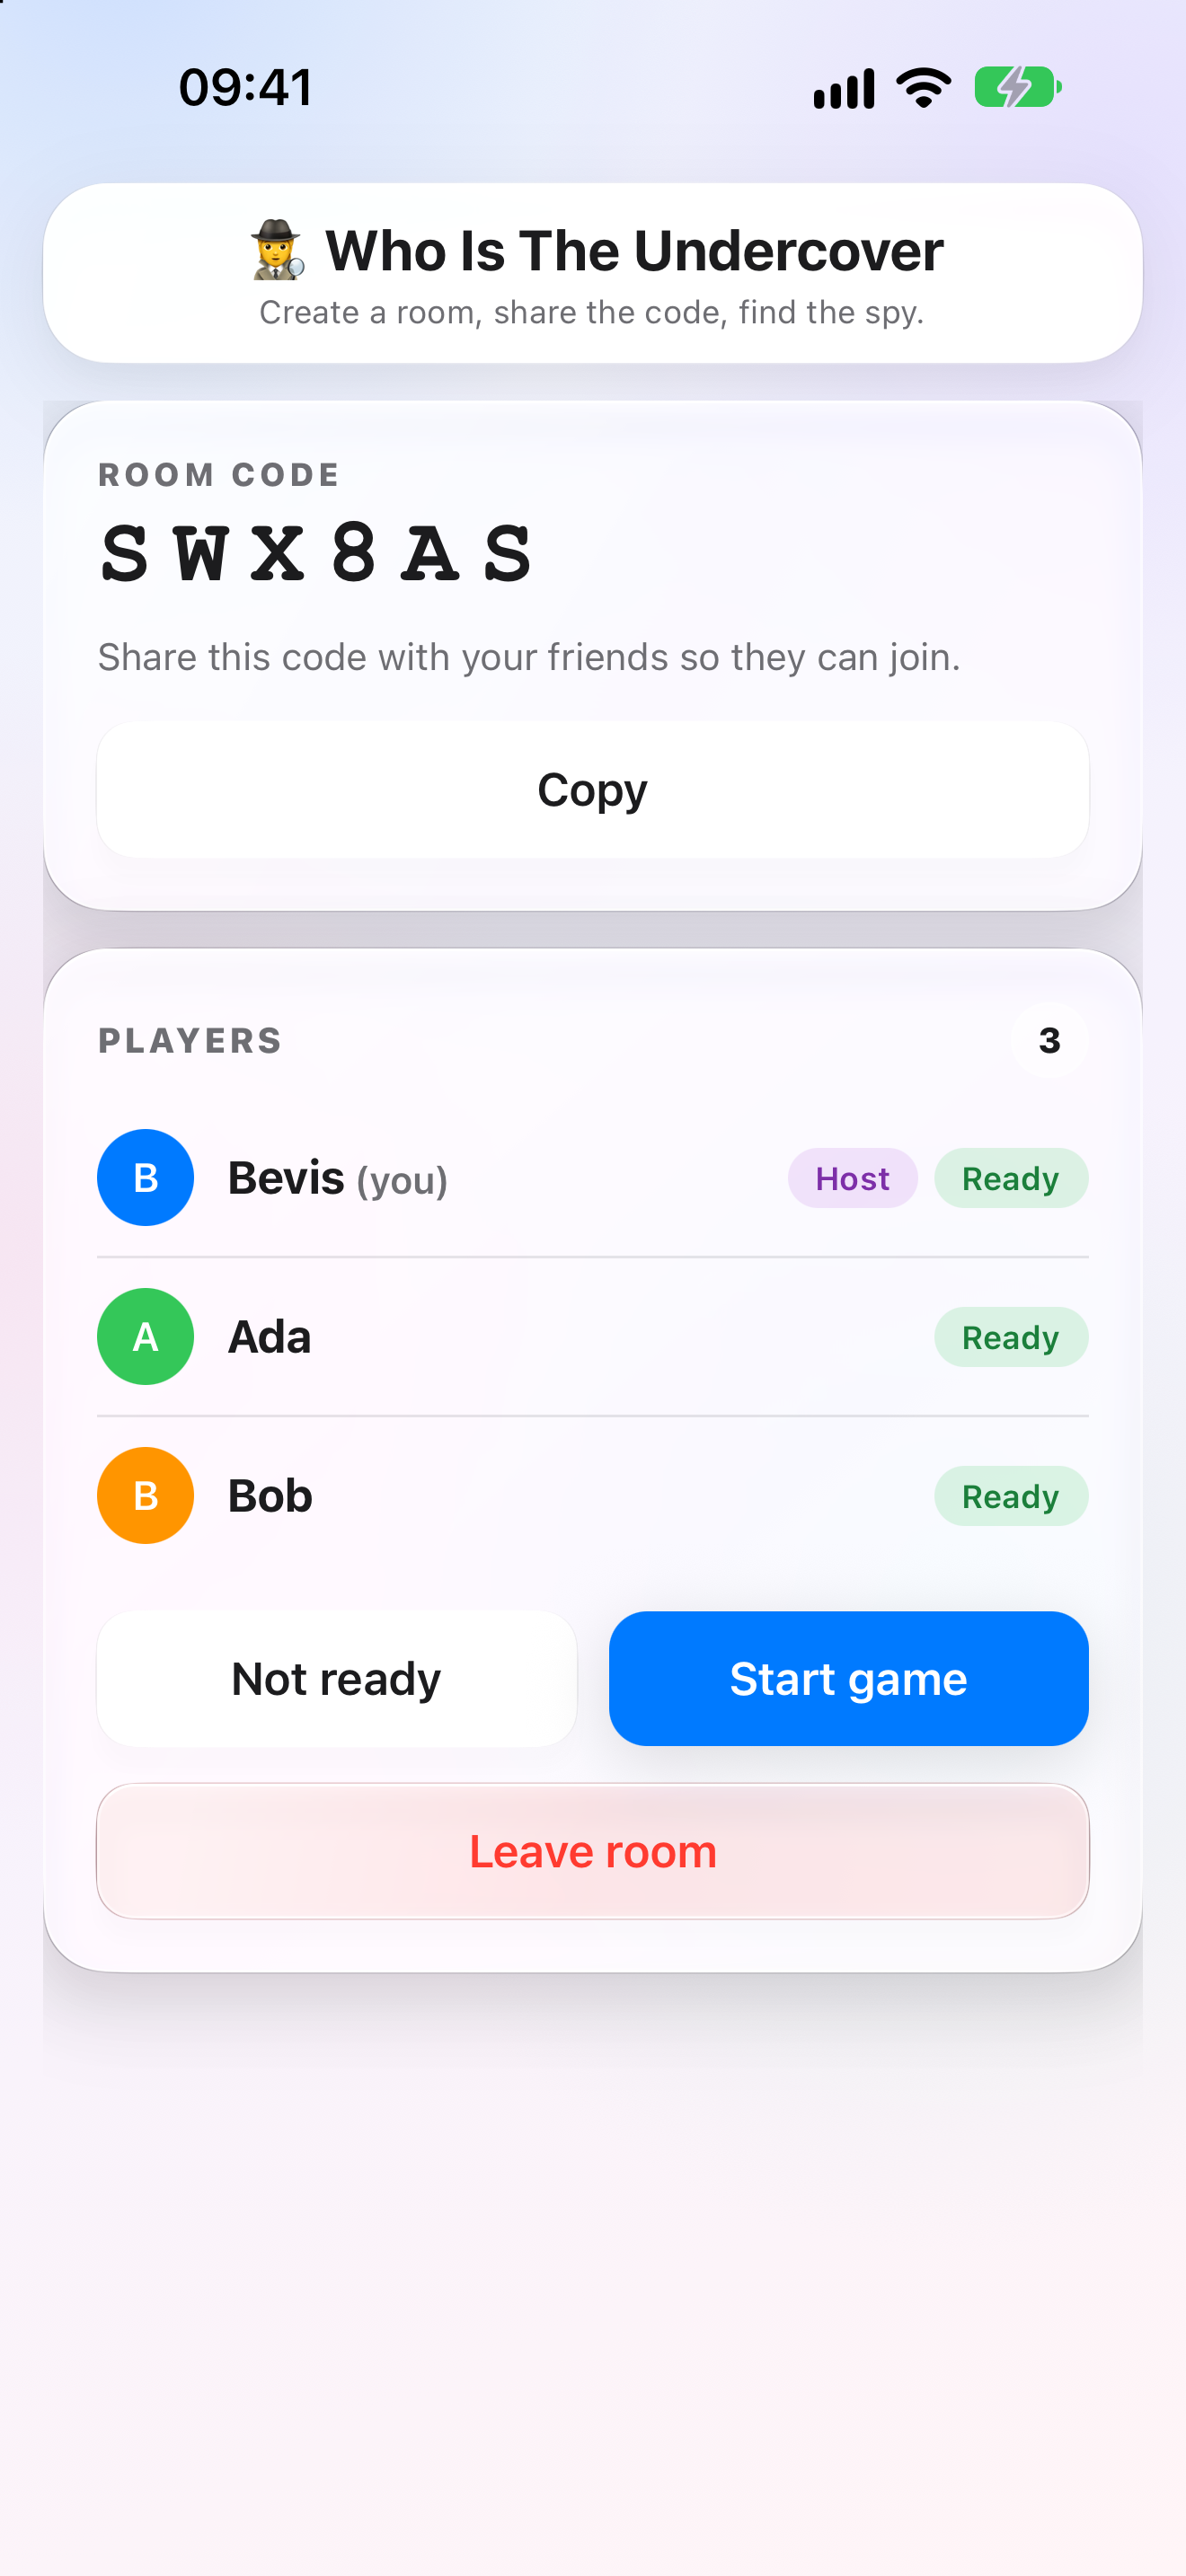 09:41
Who Is The Undercover
Create a room, share the code, find the spy.
ROOM CODE
SWX8AS
Share this code with your friends so they can join.
Copy
PLAYERS 3
B Bevis (you) Host Ready
A Ada Ready
B Bob Ready
Not ready Start game
Leave room